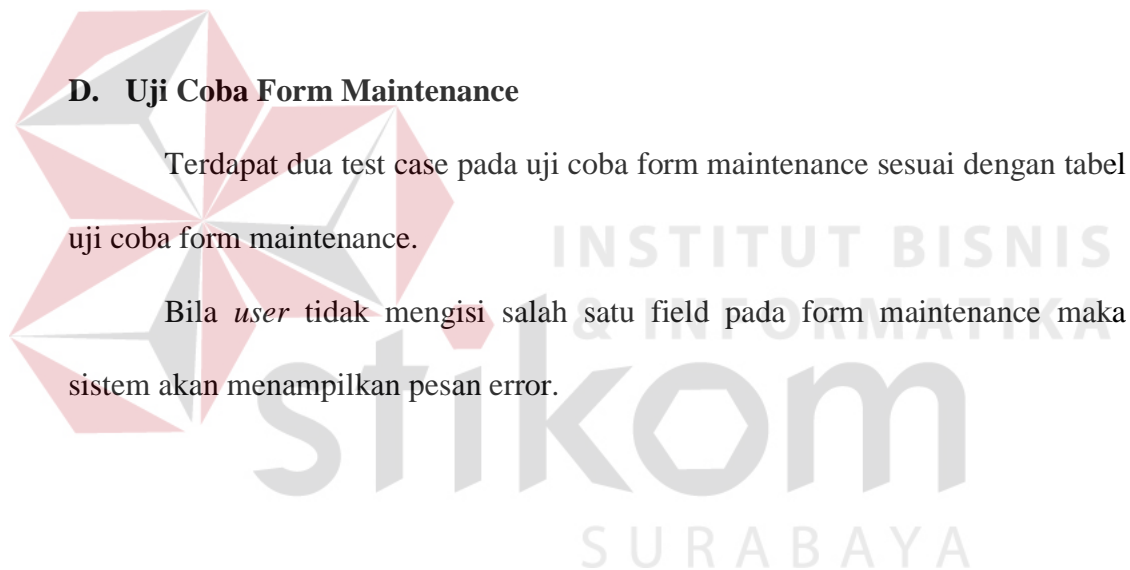 D. Uji Coba Form Maintenance
Terdapat dua test case pada uji coba form maintenance sesuai dengan tabel
uji coba form maintenance.
INSTITUT BISNIS
Bila user tidak mengisi salah satu field pada form maintenance maka
& INFORMATIKA
sistem akan menampilkan pesan error.
stikom
SURABAYA